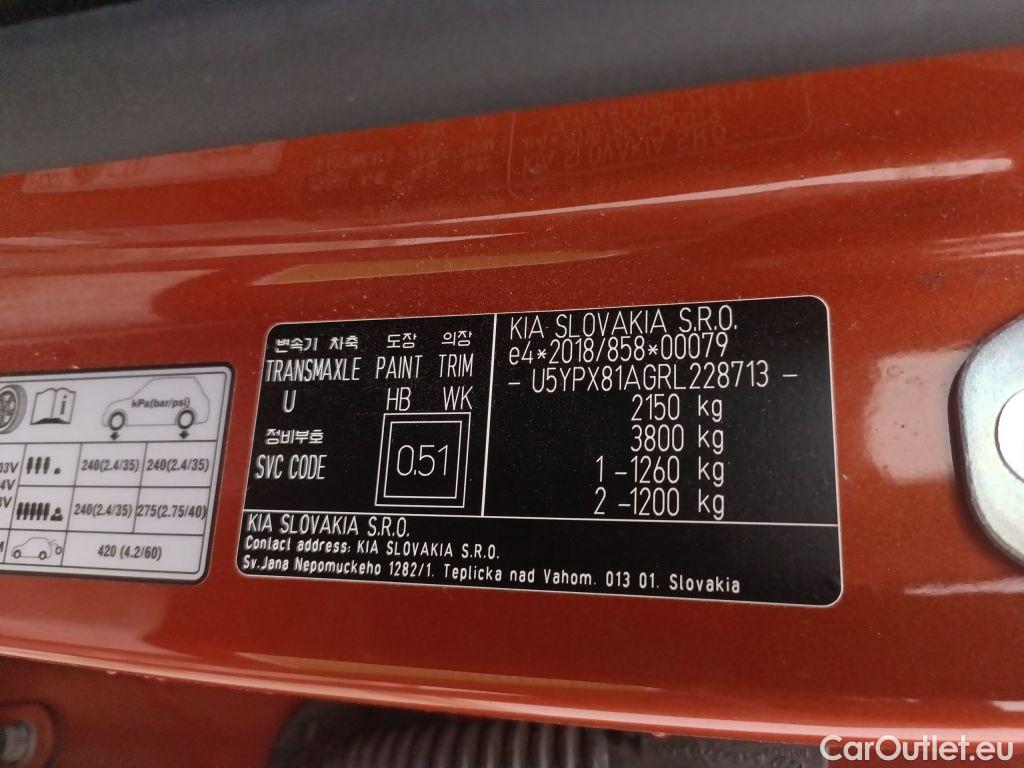 변속기 차축 도장 의장
TRANSMAXLE PAINT TRIM
U HB WK
정비부호
SVC CODE 0.51
KIA SLOVAKIA S.R.O.
e4*2018/858*00079
- U5YPX81AGRL228713 -
2150 kg
3800 kg
1 -1260 kg
2 -1200 kg
KIA SLOVAKIA S.R.O.
Contact address: KIA SLOVAKIA S.R.O.
Sv.Jana Nepomuckeho 1282/1. Teplicka nad Vahom. 013 01. Slovakia
kPa(bar/psi)
240(2.4/35) 240(2.4/35)
240(2.4/35) 275(2.75/40)
420 (4.2/60)
CarOutlet.eu